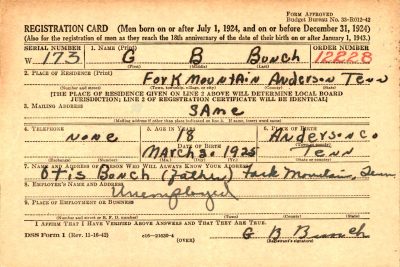 FORM APPROVED
Budget Bureau No. 33-R012-42
REGISTRATION CARD (Men born on or after July 1, 1924, and on or before December 31, 1924)
(Also for the registration of men as they reach the 18th anniversary of the date of their birth on or after January 1, 1943.)
SERIAL NUMBER 1. NAME (Print) ORDER NUMBER
W 173 G B Bunch 12228
(First) (Middle) (Last)
2. PLACE OF RESIDENCE (Print)
Fork Mountain Anderson Tenn
(Number and street) (Town, township, village, or city) (County) (State)
[THE PLACE OF RESIDENCE GIVEN ON LINE 2 ABOVE WILL DETERMINE LOCAL BOARD
JURISDICTION; LINE 2 OF REGISTRATION CERTIFICATE WILL BE IDENTICAL]
3. MAILING ADDRESS
SAME
(Mailing address if other than place indicated on line 2. If same, insert word same)
4. TELEPHONE 5. AGE IN YEARS 6. PLACE OF BIRTH
none 18 Anderson Co
DATE OF BIRTH (Town or county)
MARCH 30 1925 Tenn
7. NAME AND ADDRESS OF PERSON WHO WILL ALWAYS KNOW YOUR ADDRESS
Otis Bunch (Father) Fork Mountain, Tenn
8. EMPLOYER'S NAME AND ADDRESS
Unemployed
9. PLACE OF EMPLOYMENT OR BUSINESS
(Number and street or R. F. D. number) (Town) (County) (State)
I AFFIRM THAT I HAVE VERIFIED ABOVE ANSWERS AND THAT THEY ARE TRUE.
DSS Form 1 (Rev. 11-16-42) (OVER) G B Bunch
(Registrant's signature)